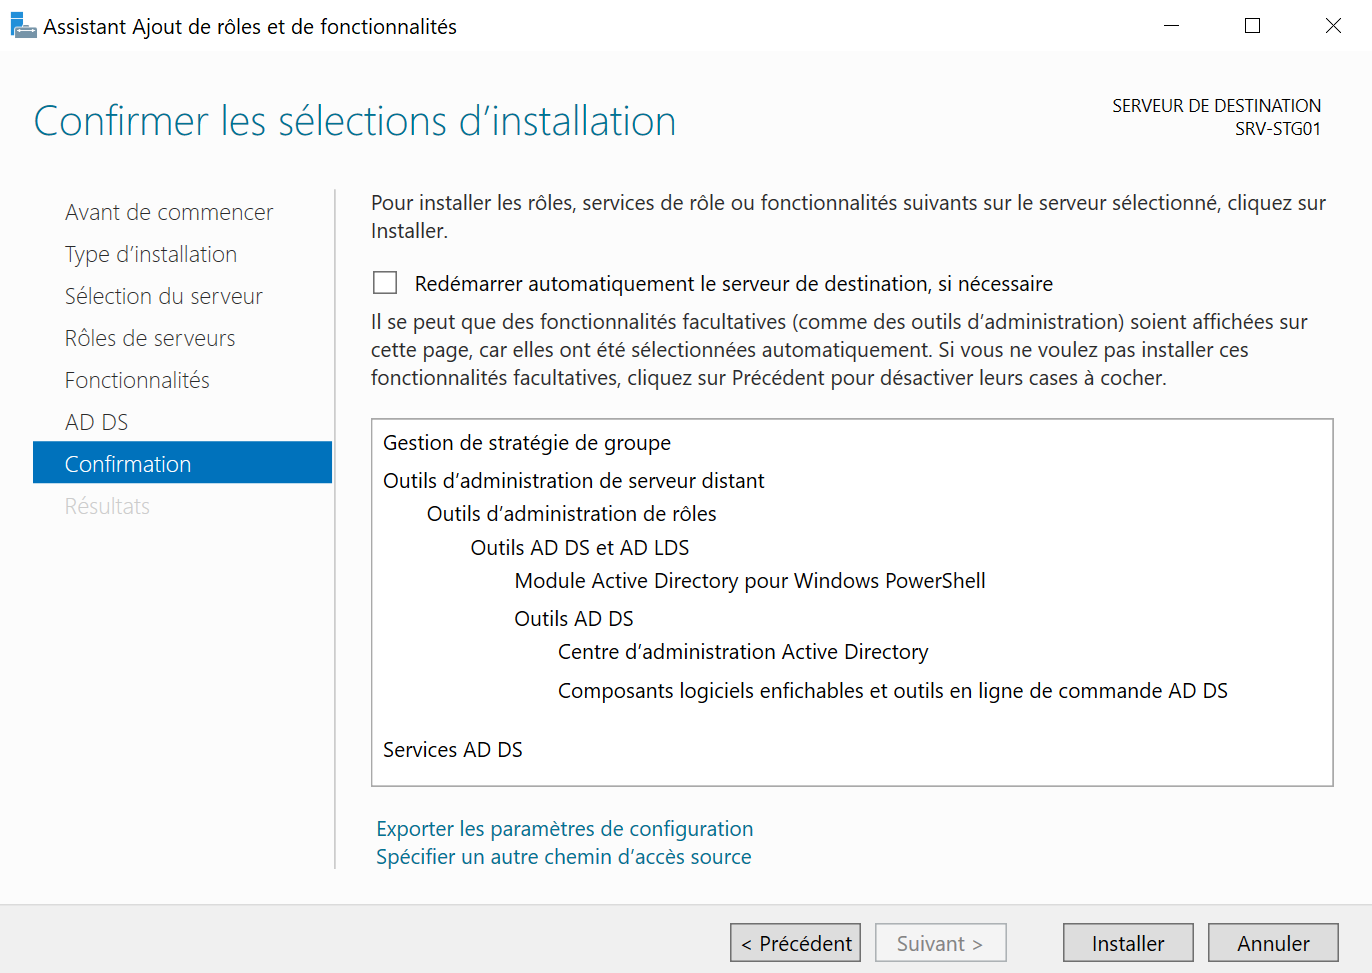 Assistant Ajout de rôles et de fonctionnalités
Confirmer les sélections d’installation
SERVEUR DE DESTINATION
SRV-STG01
Avant de commencer
Type d’installation
Sélection du serveur
Rôles de serveurs
Fonctionnalités
AD DS
Confirmation
Résultats
Pour installer les rôles, services de rôle ou fonctionnalités suivants sur le serveur sélectionné, cliquez sur
Installer.
Redémarrer automatiquement le serveur de destination, si nécessaire
Il se peut que des fonctionnalités facultatives (comme des outils d’administration) soient affichées sur
cette page, car elles ont été sélectionnées automatiquement. Si vous ne voulez pas installer ces
fonctionnalités facultatives, cliquez sur Précédent pour désactiver leurs cases à cocher.
Gestion de stratégie de groupe
Outils d’administration de serveur distant
Outils d’administration de rôles
Outils AD DS et AD LDS
Module Active Directory pour Windows PowerShell
Outils AD DS
Centre d’administration Active Directory
Composants logiciels enfichables et outils en ligne de commande AD DS
Services AD DS
Exporter les paramètres de configuration
Spécifier un autre chemin d’accès source
< Précédent
Suivant >
Installer
Annuler